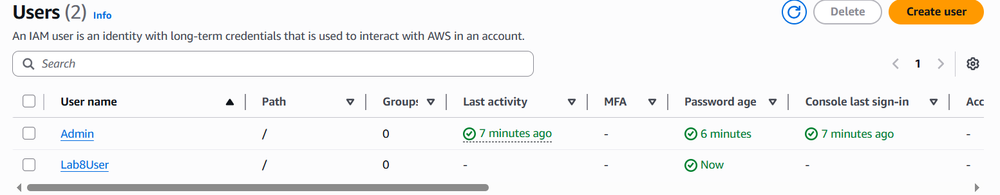 Users (2) Info Delete Create user
An IAM user is an identity with long-term credentials that is used to interact with AWS in an account.
Search 1
User name Path Groups Last activity MFA Password age Console last sign-in Acc
Admin / 0 7 minutes ago - 6 minutes 7 minutes ago -
Lab8User / 0 - - Now - -